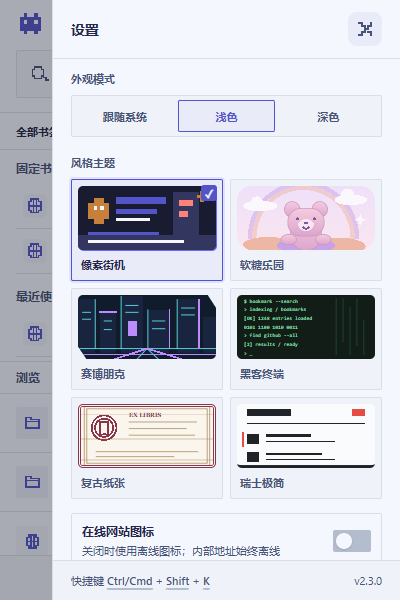 设置
外观模式
跟随系统
浅色
深色
风格主题
全部书
固定书
最近使
浏览
像素街机
软糖乐园
赛博朋克
$ bookmark --search
> indexing / bookmarks
[OK] 1248 entries loaded
0101 1100 1010 0011
> find github --all
[2] results / ready
> _
黑客终端
EX LIBRIS
复古纸张
瑞士极简
在线网站图标
关闭时使用离线图标；内部地址始终离线
快捷键 Ctrl/Cmd + Shift + K
v2.3.0